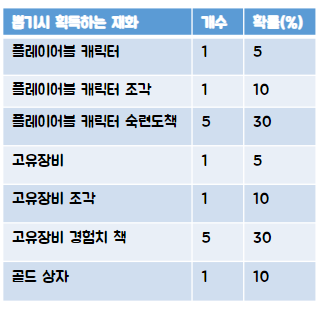 뽑기시 획득하는 재화 개수 확률(%)
플레이어블 캐릭터 1 5
플레이어블 캐릭터 조각 1 10
플레이어블 캐릭터 숙련도책 5 30
고유장비 1 5
고유장비 조각 1 10
고유장비 경험치 책 5 30
골드 상자 1 10